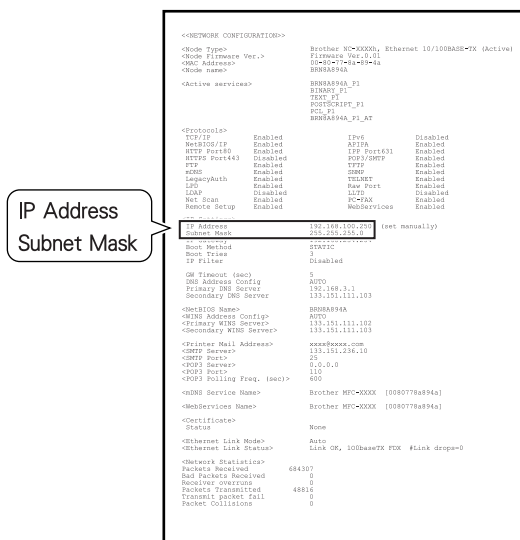 <<NETWORK CONFIGURATION>>
<Node Type> Brother NC-XXXXh, Ethernet 10/100BASE-TX (Active)
<Node Firmware Ver.> Firmware Ver.0.01
<MAC Address> 00-80-77-8a-89-4a
<Node name> BRN8A894A
<Active services> BRN8A894A_P1
BINARY_P1
TEXT_P1
POSTSCRIPT_P1
PCL_P1
BRN8A894A_P1_AT
<Protocols>
TCP/IP Enabled IPv6 Disabled
NetBIOS/IP Enabled APIPA Enabled
HTTP Port80 Enabled IPP Port631 Enabled
HTTPS Port443 Disabled POP3/SMTP Enabled
FTP Enabled TFTP Enabled
mDNS Enabled SNMP Enabled
LegacyAuth Enabled TELNET Enabled
LPD Enabled Raw Port Enabled
LDAP Disabled LLTD Disabled
Net Scan Enabled PC-FAX Enabled
Remote Setup Enabled WebServices Enabled
IP Address
Subnet Mask
IP Address 192.168.100.250 (set manually)
Subnet Mask 255.255.255.0
Boot Method STATIC
Boot Tries 3
IP Filter Disabled
GW Timeout (sec) 5
DNS Address Config AUTO
Primary DNS Server 192.168.3.1
Secondary DNS Server 133.151.111.103
<NetBIOS Name> BRN8A894A
<WINS Address Config> AUTO
<Primary WINS Server> 133.151.111.102
<Secondary WINS Server> 133.151.111.103
<Printer Mail Address> xxxx@xxxx.com
<SMTP Server> 133.151.236.10
<SMTP Port> 25
<POP3 Server> 0.0.0.0
<POP3 Port> 110
<POP3 Polling Freq. (sec)> 600
<mDNS Service Name> Brother MFC-XXXX [0080778a894a]
<WebServices Name> Brother MFC-XXXX [0080778a894a]
<Certificate>
Status None
<Ethernet Link Mode> Auto
<Ethernet Link Status> Link OK, 100baseTX FDX #Link drops=0
<Network Statistics>
Packets Received 684307
Bad Packets Received 0
Receiver overruns 0
Packets Transmitted 48816
Transmit packet fail 0
Packet Collisions 0